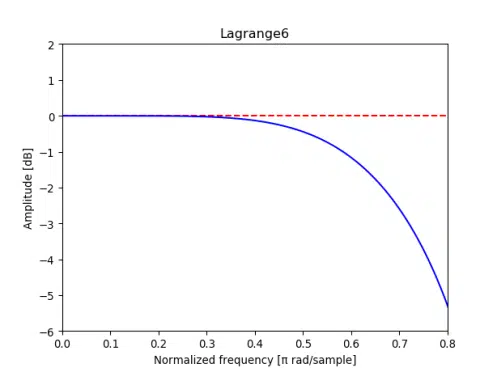 Lagrange6
2
1
0
−1
−2
−3
−4
−5
−6
Amplitude [dB]
0.0 0.1 0.2 0.3 0.4 0.5 0.6 0.7 0.8
Normalized frequency [π rad/sample]